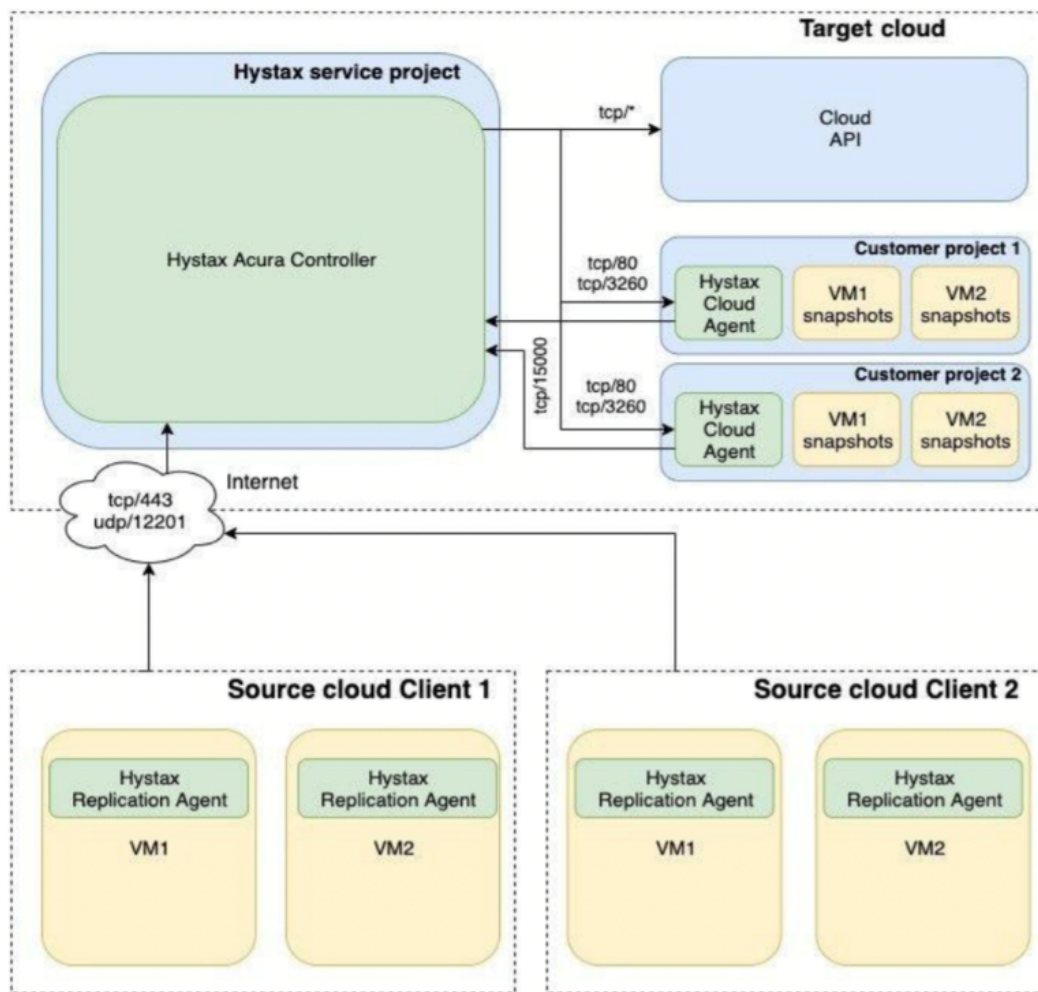 Target cloud
Hystax service project
tcp/*
Cloud
API
Hystax Acura Controller
Customer project 1
tcp/80
tcp/3260
Hystax
Cloud
Agent
VM1
snapshots
VM2
snapshots
tcp/15000
Customer project 2
tcp/80
tcp/3260
Hystax
Cloud
Agent
VM1
snapshots
VM2
snapshots
Internet
tcp/443
udp/12201
Source cloud Client 1
Hystax
Replication Agent
VM1
Hystax
Replication Agent
VM2
Source cloud Client 2
Hystax
Replication Agent
VM1
Hystax
Replication Agent
VM2